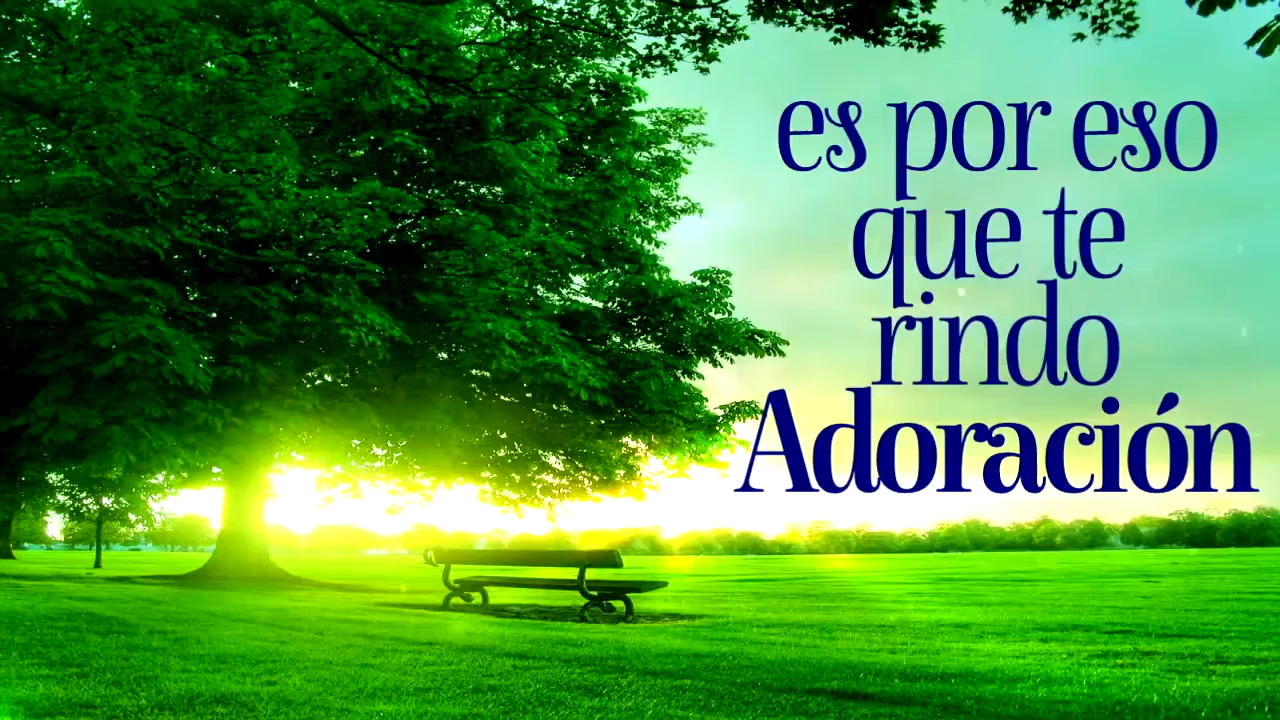 es por eso
que te
rindo
Adoración